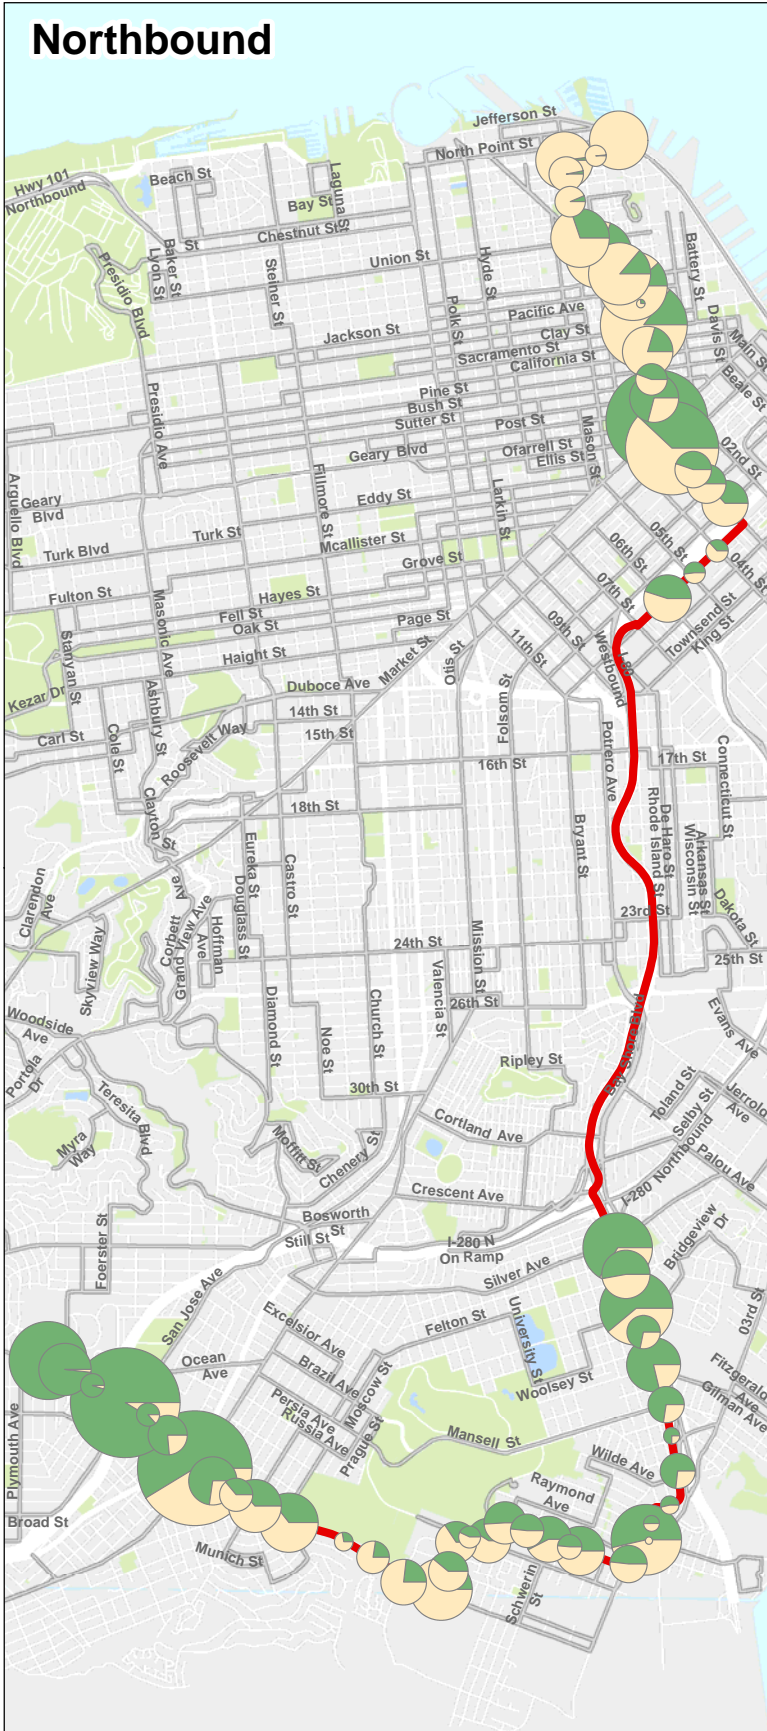 Northbound
Jefferson St
North Point St
Hwy 101
Northbound
Beach St
Laguna St
Bay St
Chestnut St
St
Baker St
Lyon St
Union St
Hyde St
Steiner St
Presidio Blvd
Battery St
Polk St
Pacific Ave
Davis St
Jackson St
Clay St
Main St
Sacramento St
California St
Beale St
Presidio Ave
Pine St
Bush St
Sutter St
Post St
Mason St
Geary Blvd
Ofarrell St
Ellis St
02nd St
Arguello Blvd
Geary
Blvd
Fillmore St
Eddy St
Larkin St
Turk St
05th St
Turk Blvd
Mcallister St
06th St
04th St
Grove St
Fulton St
Hayes St
07th St
Masonic Ave
Fell St
Oak St
Page St
09th St
Townsend St
King St
Stanyan St
Haight St
Market St
Otis St
11th St
I-80
Westbound
Kezar Dr
Duboce Ave
Folsom St
Ashbury St
14th St
Carl St
Cole St
Roosevelt Way
15th St
Potrero Ave
16th St
17th St
Connecticut St
Clayton St
18th St
Rhode Island St
De Haro St
Wisconsin St
Arkansas St
Eureka St
Castro St
Bryant St
Clarendon
Ave
Corbett
Ave
Douglass St
Hoffman
Ave
Grand View Ave
23rd St
Dakota St
Skyview Way
24th St
Mission St
25th St
Valencia St
Diamond St
Church St
26th St
Evans Ave
Woodside
Ave
Noe St
Bay Shore Blvd
Portola
Dr
Teresita Blvd
Ripley St
30th St
Toland St
Selby St
Jerrold
Ave
Myra
Way
Moffitt St
Chenery St
Cortland Ave
Palou Ave
Crescent Ave
I-280 Northbound
Foerster St
Bosworth
St
Still St
I-280 N
On Ramp
Bridgeview
Dr
Silver Ave
San Jose Ave
Excelsior Ave
Felton St
University St
03rd St
Ocean
Ave
Brazil Ave
Moscow St
Woolsey St
Fitzgerald
Ave
Gilman Ave
Plymouth Ave
Persia Ave
Russia Ave
Prague St
Mansell St
Wilde Ave
Raymond
Ave
Broad St
Munich St
Schwerin
St